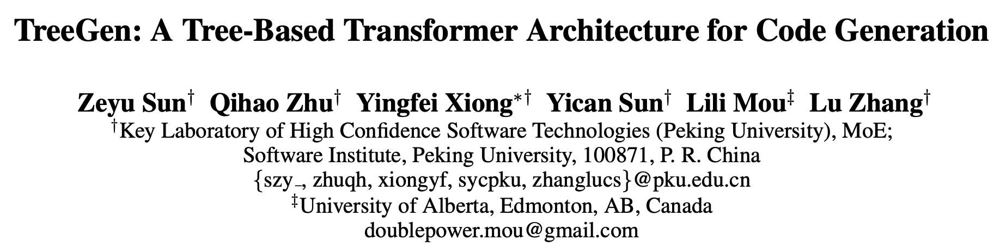 TreeGen: A Tree-Based Transformer Architecture for Code Generation
Zeyu Sun† Qihao Zhu† Yingfei Xiong*† Yican Sun† Lili Mou‡ Lu Zhang†
†Key Laboratory of High Confidence Software Technologies (Peking University), MoE;
Software Institute, Peking University, 100871, P. R. China
{szy_, zhuqh, xiongyf, sycpku, zhanglucs}@pku.edu.cn
‡University of Alberta, Edmonton, AB, Canada
doublepower.mou@gmail.com